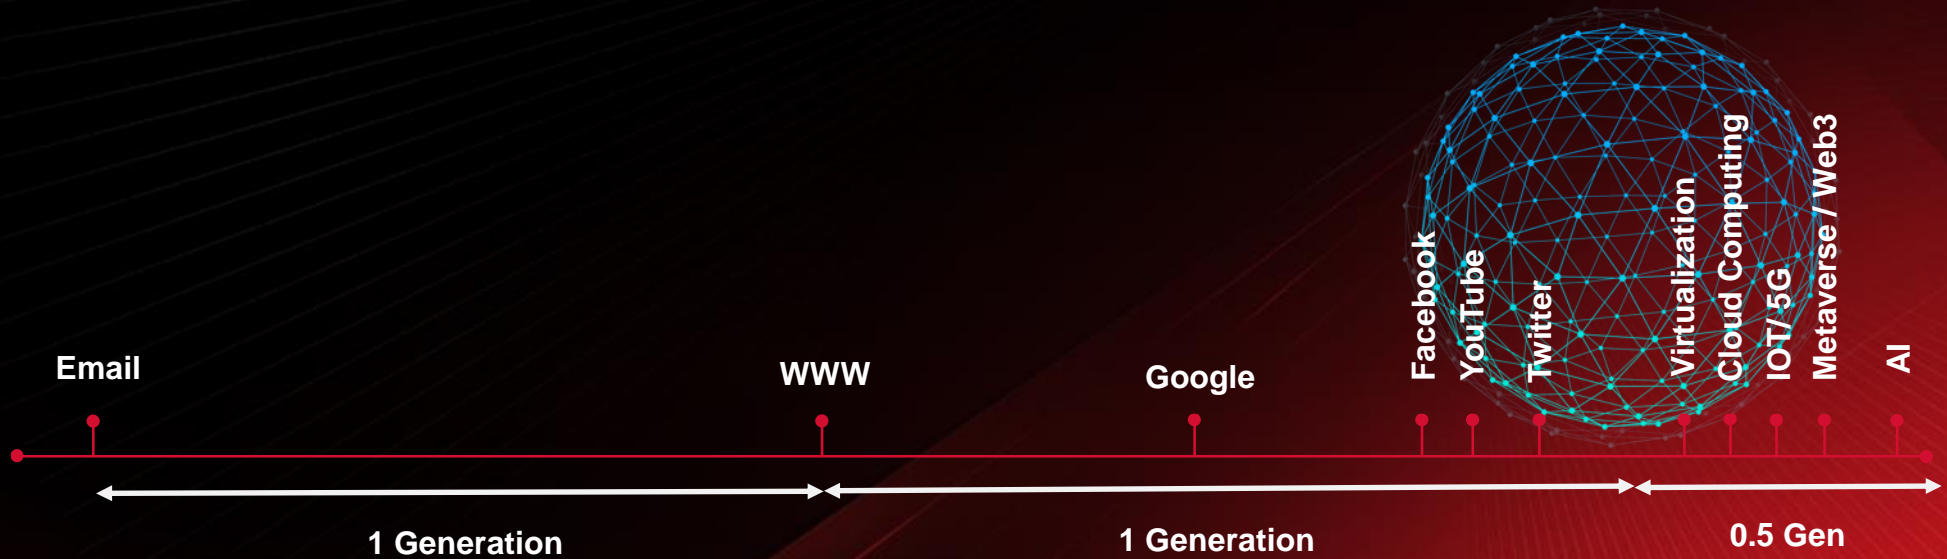 Email
WWW
Google
Facebook
YouTube
Twitter
Virtualization
Cloud Computing
IOT/ 5G
Metaverse / Web3
AI
1 Generation
1 Generation
0.5 Gen